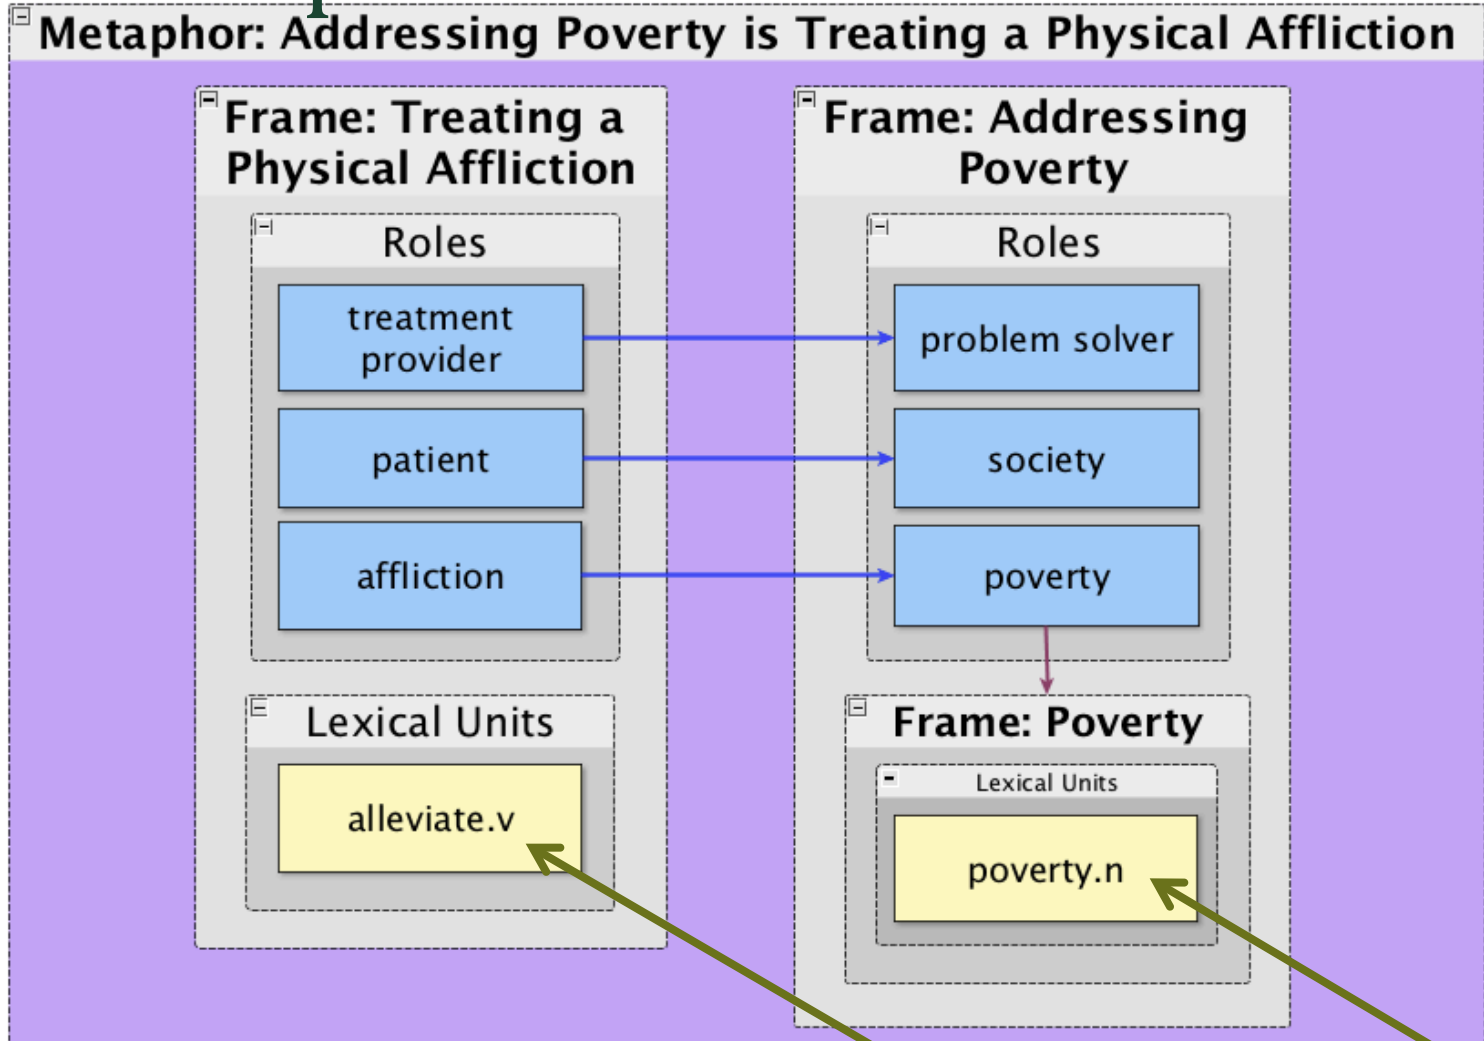 Metaphor: Addressing Poverty is Treating a Physical Affliction
Frame: Treating a
Physical Affliction
Roles
treatment
provider
patient
affliction
Lexical Units
alleviate.v
Frame: Addressing
Poverty
Roles
problem solver
society
poverty
Frame: Poverty
Lexical Units
poverty.n